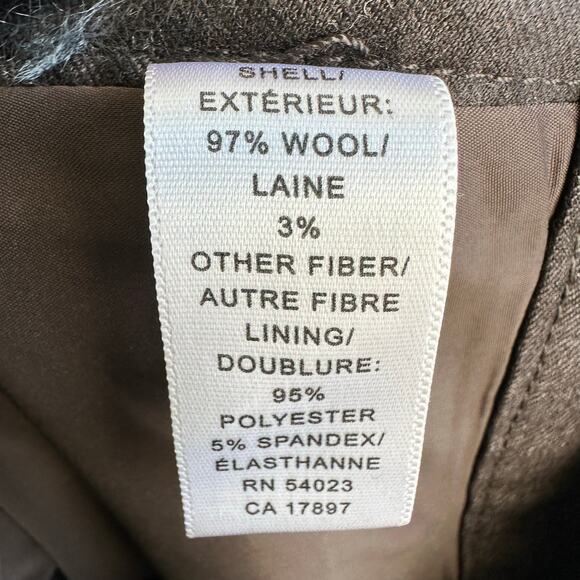 SHELL/
EXTÉRIEUR:
97% WOOL/
LAINE
3%
OTHER FIBER/
AUTRE FIBRE
LINING/
DOUBLURE:
95%
POLYESTER
5% SPANDEX/
ÉLASTHANNE
RN 54023
CA 17897